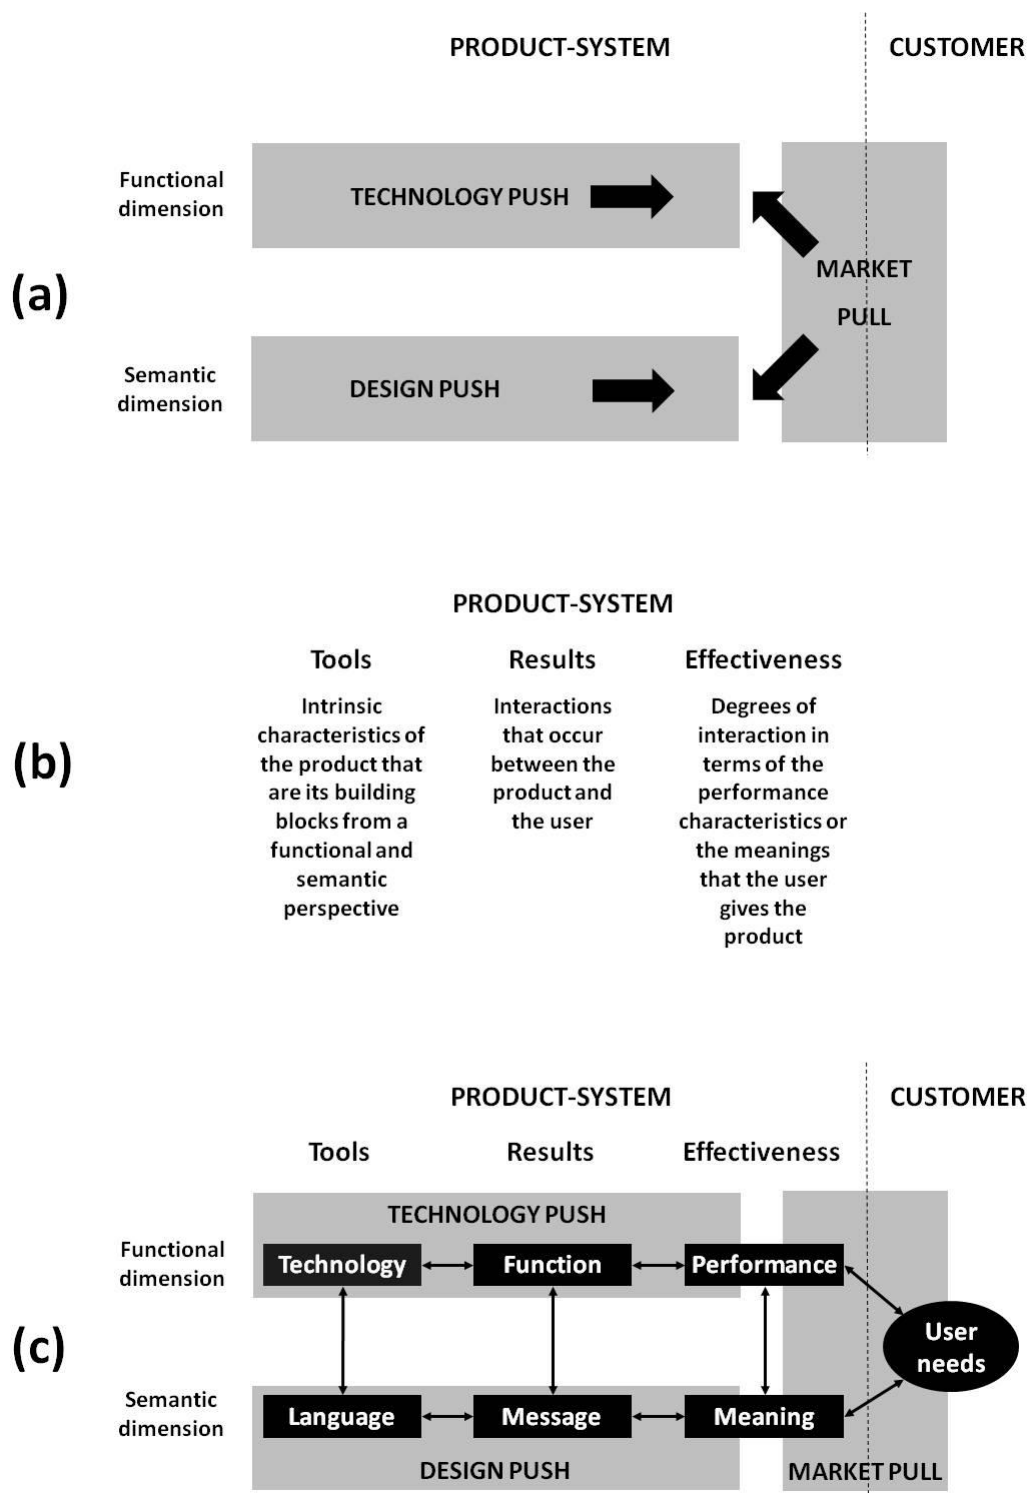 PRODUCT-SYSTEM
CUSTOMER
Functional
dimension
TECHNOLOGY PUSH
(a)
MARKET
PULL
Semantic
dimension
DESIGN PUSH
PRODUCT-SYSTEM
Tools
Intrinsic
characteristics of
the product that
are its building
blocks from a
functional and
semantic
perspective
Results
Interactions
that occur
between the
product and
the user
Effectiveness
Degrees of
interaction in
terms of the
performance
characteristics or
the meanings
that the user
gives the
product
(b)
PRODUCT-SYSTEM
CUSTOMER
Tools
Results
Effectiveness
TECHNOLOGY PUSH
Functional
dimension
Technology
Function
Performance
(c)
User
needs
Semantic
dimension
Language
Message
Meaning
DESIGN PUSH
MARKET PULL